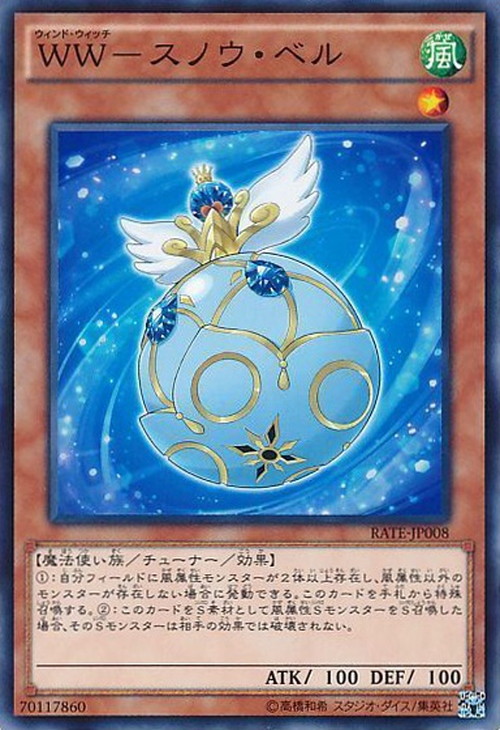 ウィンド・ウィッチ
WW－スノウ・ベル
かぜ
風
RATE-JP008
【魔法使い族／チューナー／効果】
①：自分フィールドに風属性モンスターが２体以上存在し、風属性以外の
モンスターが存在しない場合に発動できる。このカードを手札から特殊
召喚する。②：このカードをＳ素材として風属性Ｓモンスターを Ｓ召喚した
場合、そのＳモンスターは相手の効果では破壊されない。
ATK/ 100 DEF/ 100
70117860 ©高橋和希 スタジオ・ダイス/集英社